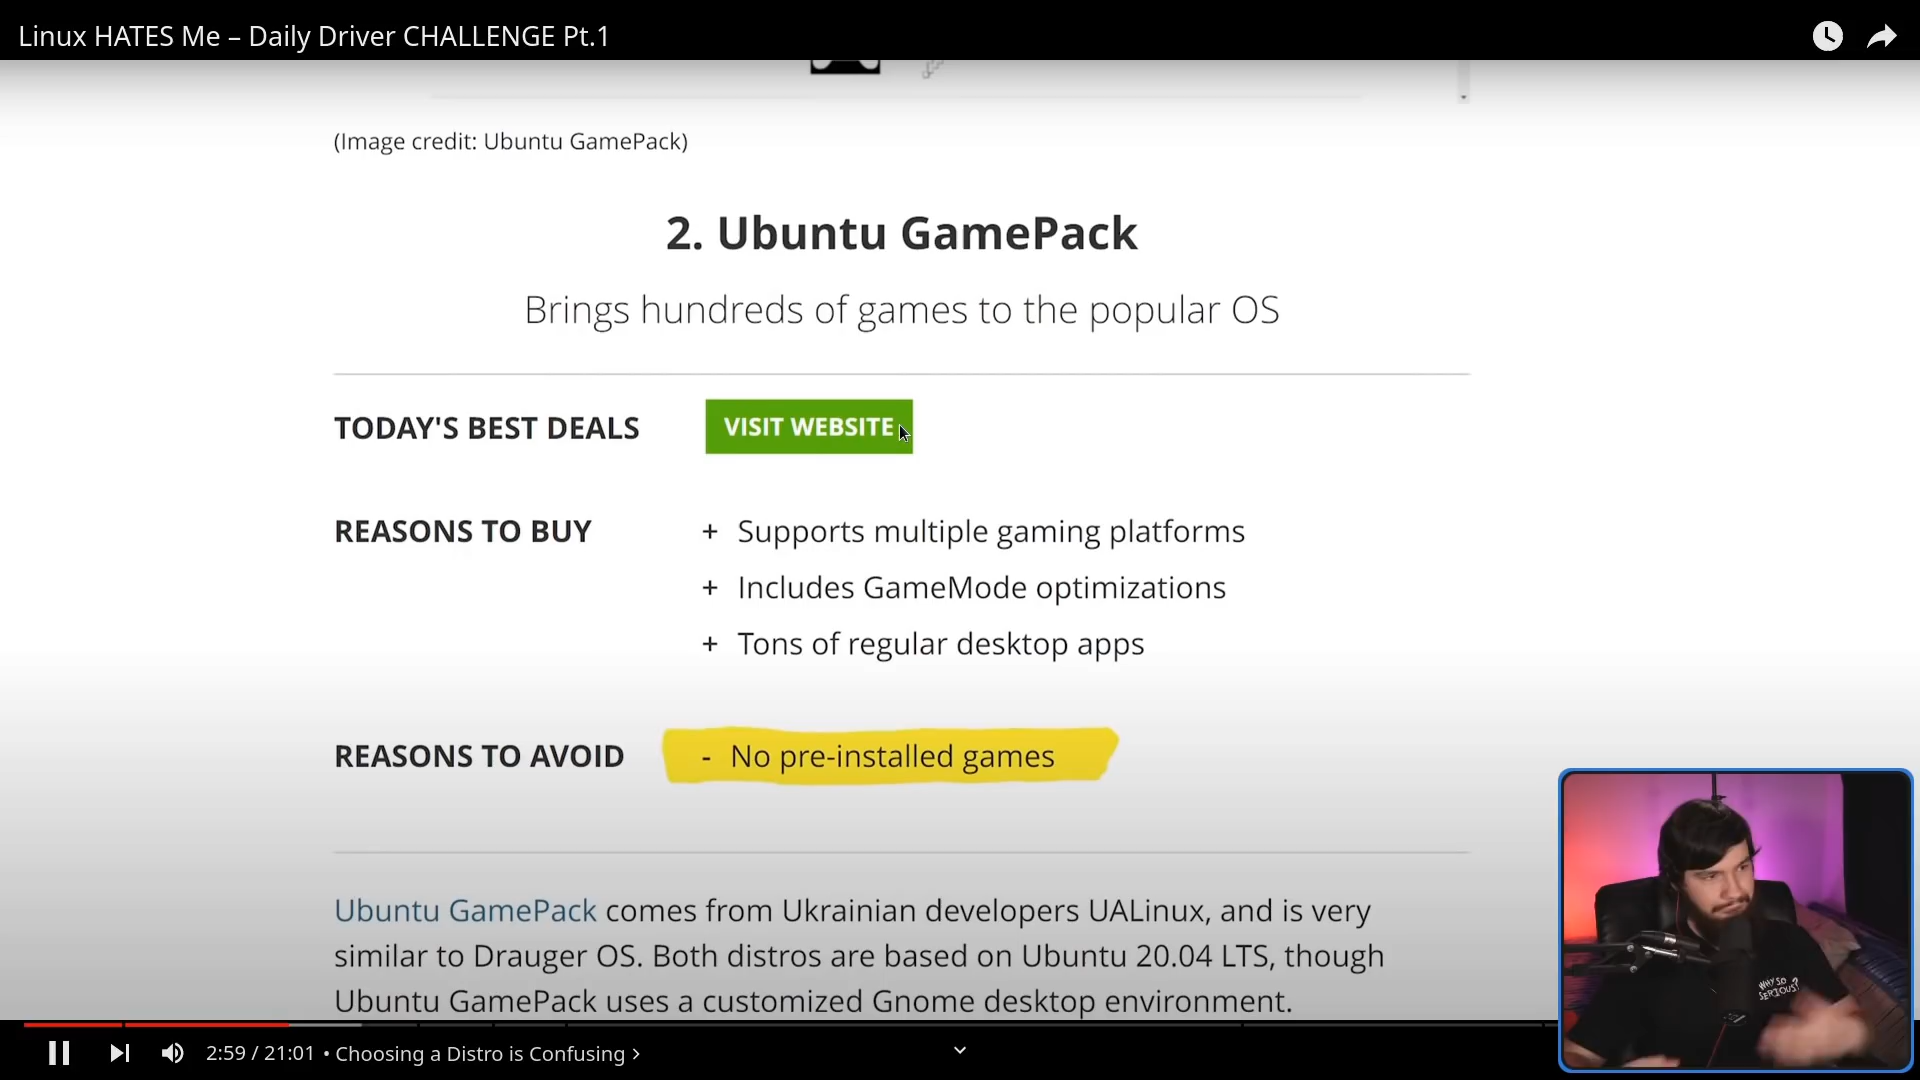 Linux HATES Me – Daily Driver CHALLENGE Pt.1
(Image credit: Ubuntu GamePack)
2. Ubuntu GamePack
Brings hundreds of games to the popular OS
TODAY'S BEST DEALS VISIT WEBSITE
REASONS TO BUY + Supports multiple gaming platforms
+ Includes GameMode optimizations
+ Tons of regular desktop apps
REASONS TO AVOID - No pre-installed games
Ubuntu GamePack comes from Ukrainian developers UALinux, and is very
similar to Drauger OS. Both distros are based on Ubuntu 20.04 LTS, though
Ubuntu GamePack uses a customized Gnome desktop environment.
WHY SO
SERIOUS?
2:59 / 21:01 • Choosing a Distro is Confusing >